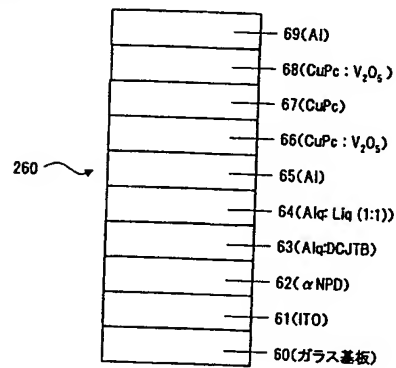 69(Al)
68(CuPc : V₂O₅)
67(CuPc)
66(CuPc : V₂O₅)
65(Al)
260
64(Alq: Liq (1:1))
63(Alq:DCJTB)
62(αNPD)
61(ITO)
60(ガラス基板)